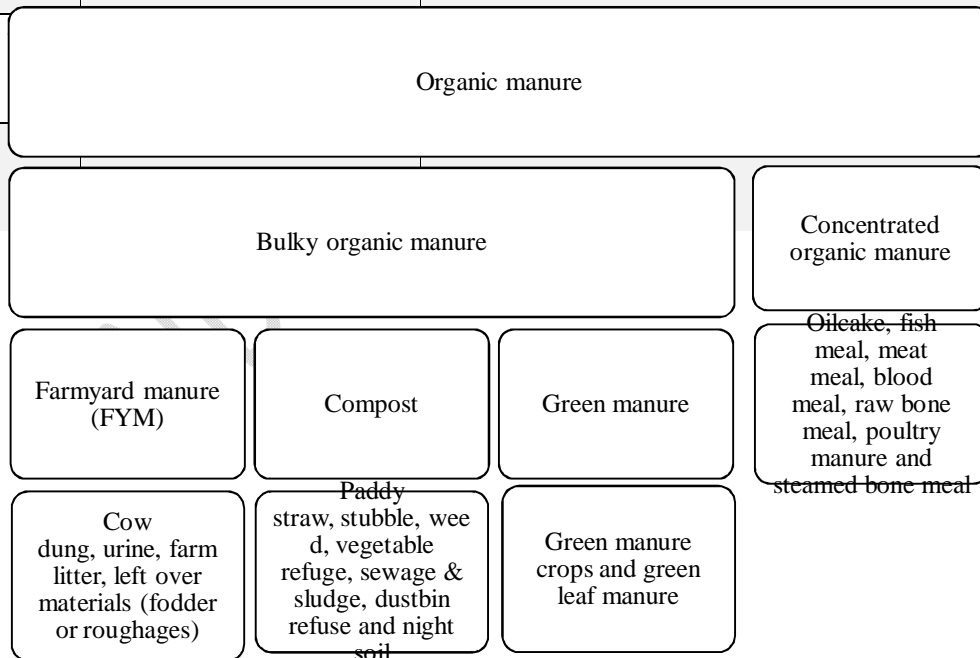 Organic manure
Bulky organic manure
Concentrated
organic manure
Farmyard manure
(FYM)
Compost
Green manure
Oilcake, fish
meal, meat
meal, blood
meal, raw bone
meal, poultry
manure and
steamed bone meal
Cow
dung, urine, farm
litter, left over
materials (fodder
or roughages)
Paddy
straw, stubble, wee
d, vegetable
refuge, sewage &
sludge, dustbin
refuse and night
soil
Green manure
crops and green
leaf manure